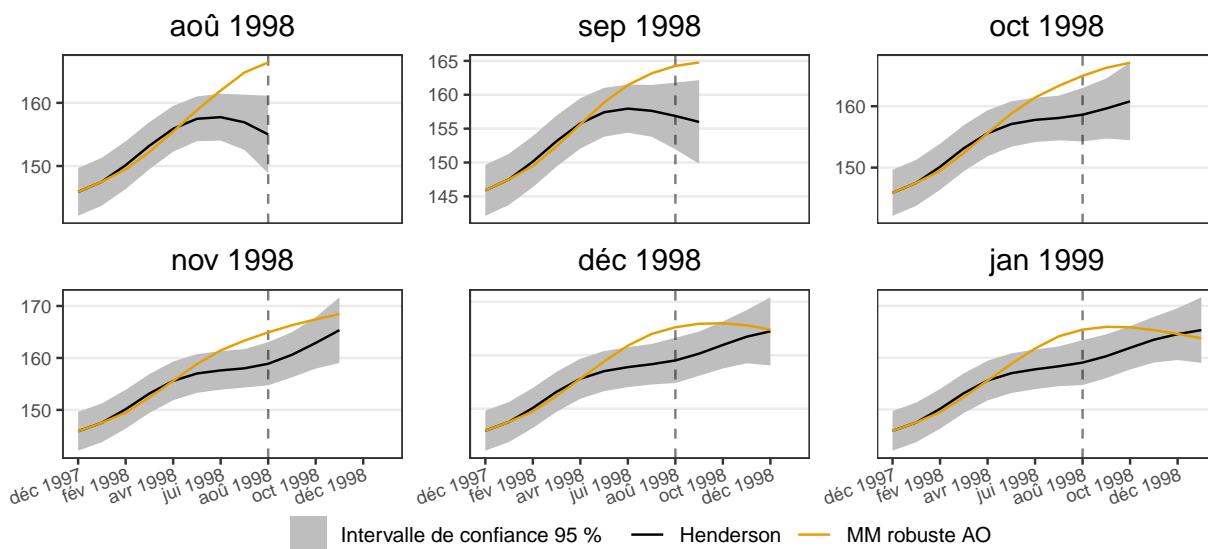 aoû 1998 sep 1998 oct 1998
160
150
165
160
155
150
145
160
150
nov 1998 déc 1998 jan 1999
170
160
150
déc 1997 fév 1998 avr 1998 jui 1998 aoû 1998 oct 1998 déc 1998
déc 1997 fév 1998 avr 1998 jui 1998 aoû 1998 oct 1998 déc 1998
déc 1997 fév 1998 avr 1998 jui 1998 aoû 1998 oct 1998 déc 1998
Intervalle de confiance 95 % Henderson MM robuste AO